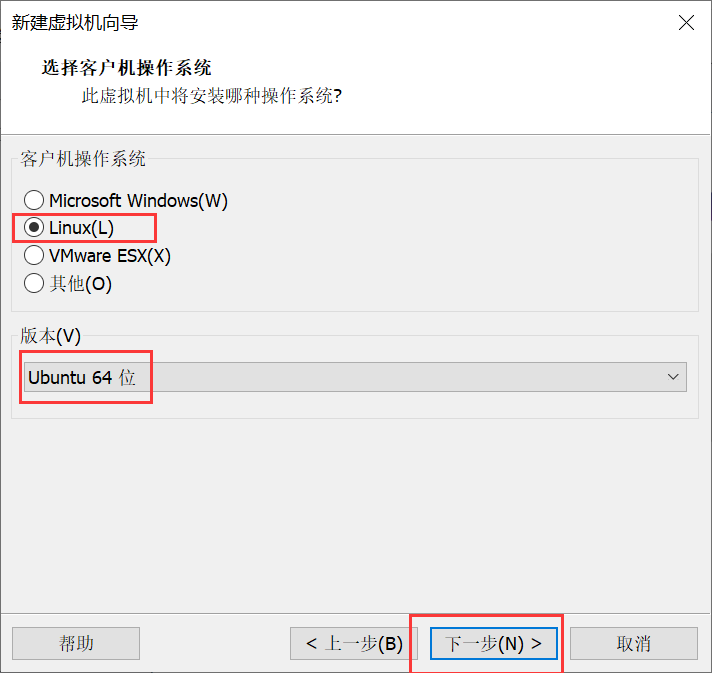 新建虚拟机向导
选择客户机操作系统
此虚拟机中将安装哪种操作系统?
客户机操作系统
Microsoft Windows(W)
Linux(L)
VMware ESX(X)
其他(O)
版本(V)
Ubuntu 64 位
帮助 < 上一步(B) 下一步(N) > 取消